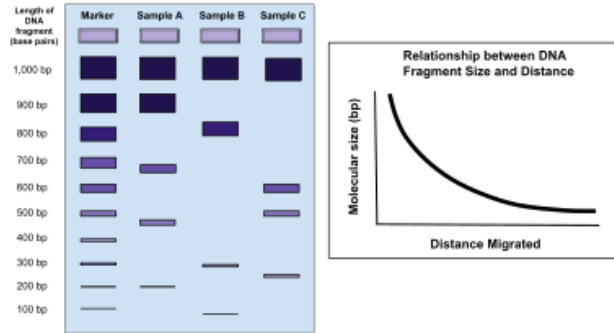 Length of
DNA
fragment
(base pairs)
Marker
Sample A
Sample B
Sample C
1,000 bp
900 bp
800 bp
700 bp
600 bp
500 bp
400 bp
300 bp
200 bp
100 bp
Relationship between DNA
Fragment Size and Distance
Molecular size (bp)
Distance Migrated